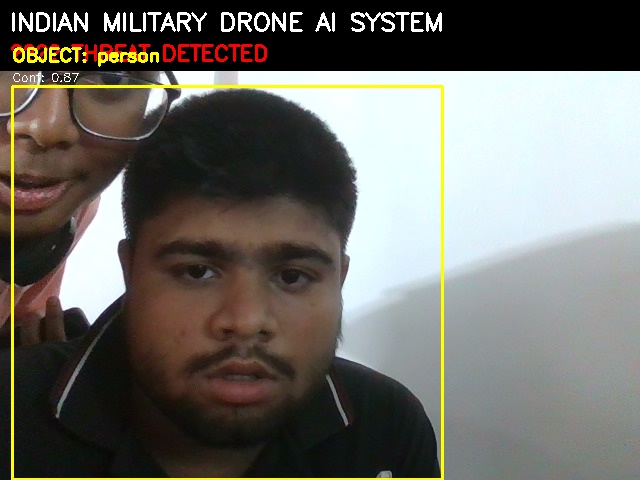 INDIAN MILITARY DRONE AI SYSTEM
THREAT DETECTED
OBJECT: person
Conf: 0.87